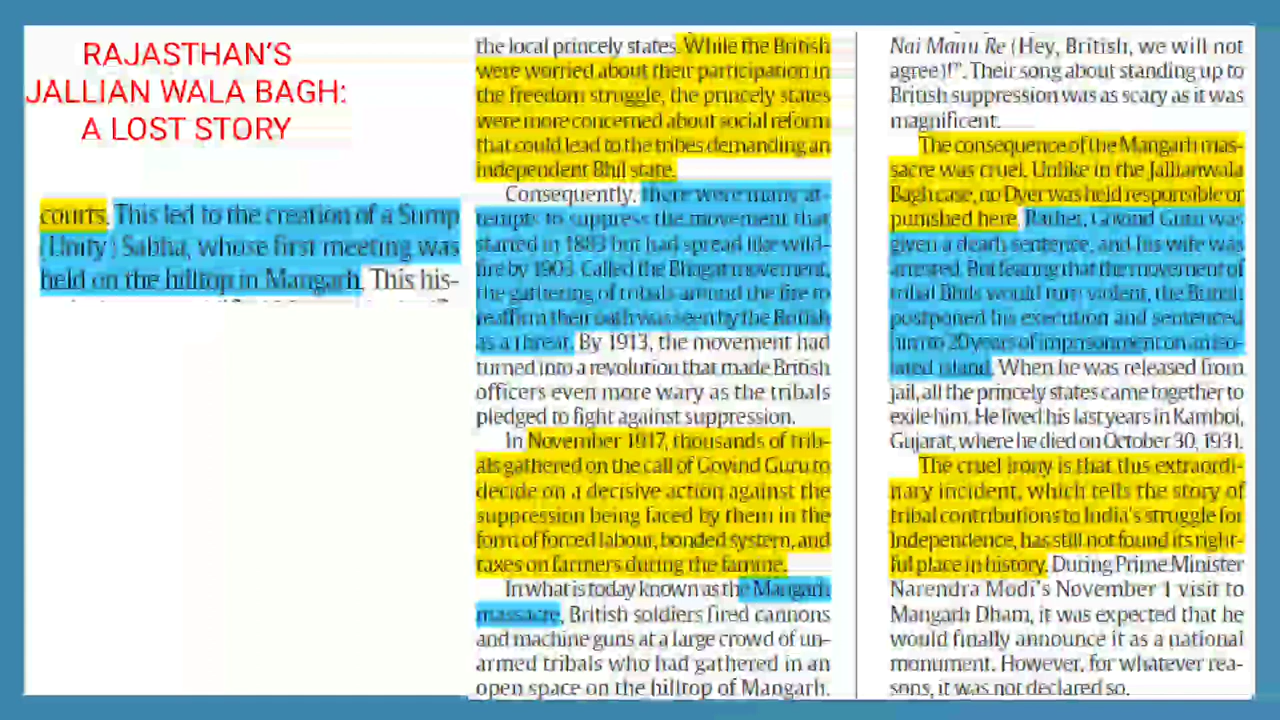 RAJASTHAN'S
JALLIAN WALA BAGH:
A LOST STORY
courts. This led to the creation of a Sump
(Unity) Sabha, whose first meeting was
held on the hilltop in Mangarh. This his-
the local princely states. While the British
were worried about their participation in
the freedom struggle, the princely states
were more concerned about social reform
that could lead to the tribes demanding an
independent Bhil state.
Consequently, there were many at-
tempts to suppress the movement that
started in 1883 but had spread like wild-
fire by 1903. Called the Bhagat movement,
the gathering of tribals around the fire to
reaffirm their oath was seen by the British
as a threat. By 1913, the movement had
turned into a revolution that made British
officers even more wary as the tribals
pledged to fight against suppression.
In November 1917, thousands of trib-
als gathered on the call of Govind Guru to
decide on a decisive action against the
suppression being faced by them in the
form of forced labour, bonded system, and
taxes on farmers during the famine.
In what is today known as the Mangarh
massacre, British soldiers fired cannons
and machine guns at a large crowd of un-
armed tribals who had gathered in an
open space on the hilltop of Mangarh.
Nai Manu Re (Hey, British, we will not
agree)!". Their song about standing up to
British suppression was as scary as it was
magnificent.
The consequence of the Mangarh mas-
sacre was cruel. Unlike in the Jallianwala
Bagh case, no Dyer was held responsible or
punished here. Rather, Govind Guru was
given a death sentence, and his wife was
arrested. But fearing that the movement of
tribal Bhils would turn violent, the British
postponed his execution and sentenced
him to 20 years of imprisonment on an iso-
lated island. When he was released from
jail, all the princely states came together to
exile him. He lived his last years in Kamboi,
Gujarat, where he died on October 30, 1931.
The cruel irony is that this extraordi-
nary incident, which tells the story of
tribal contributions to India's struggle for
Independence, has still not found its right-
ful place in history. During Prime Minister
Narendra Modi's November 1 visit to
Mangarh Dham, it was expected that he
would finally announce it as a national
monument. However, for whatever rea-
sons, it was not declared so.